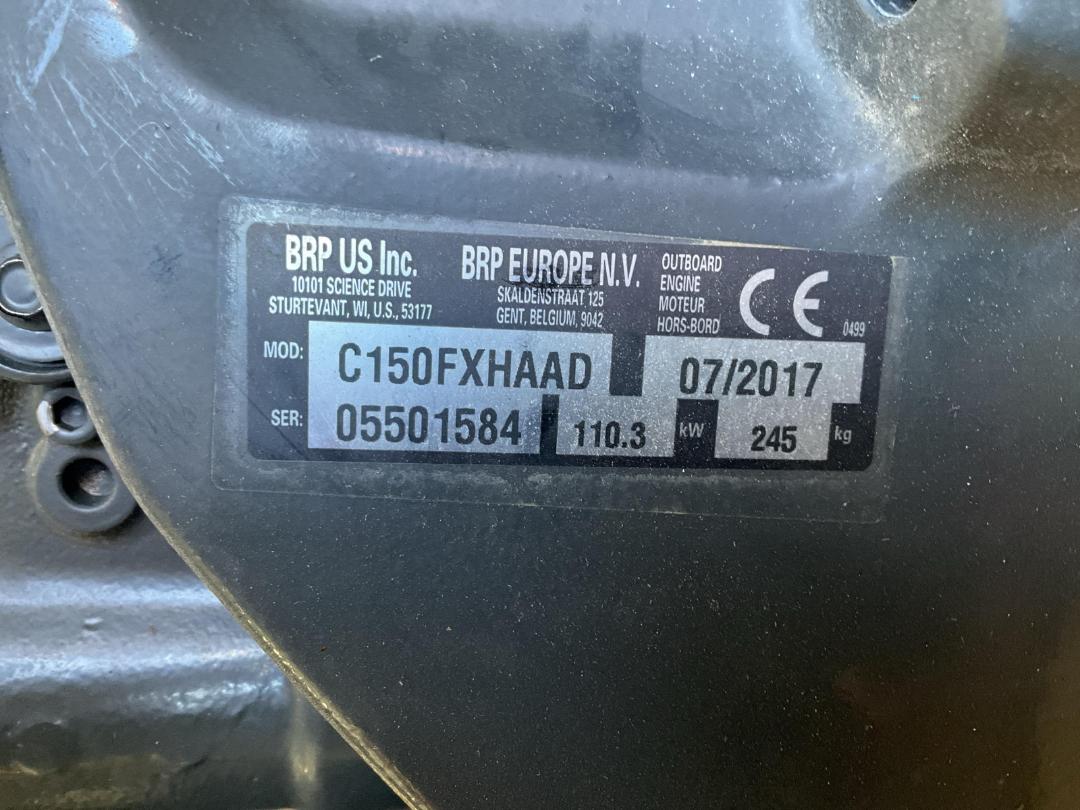 BRP US Inc.
10101 SCIENCE DRIVE
STURTEVANT, WI, U.S., 53177
BRP EUROPE N.V.
SKALDENSTRAAT 125
GENT, BELGIUM, 9042
OUTBOARD
ENGINE
MOTEUR
HORS-BORD
CE
0499
MOD: C150FXHAAD 07/2017
SER: 05501584 110.3 kW 245 kg